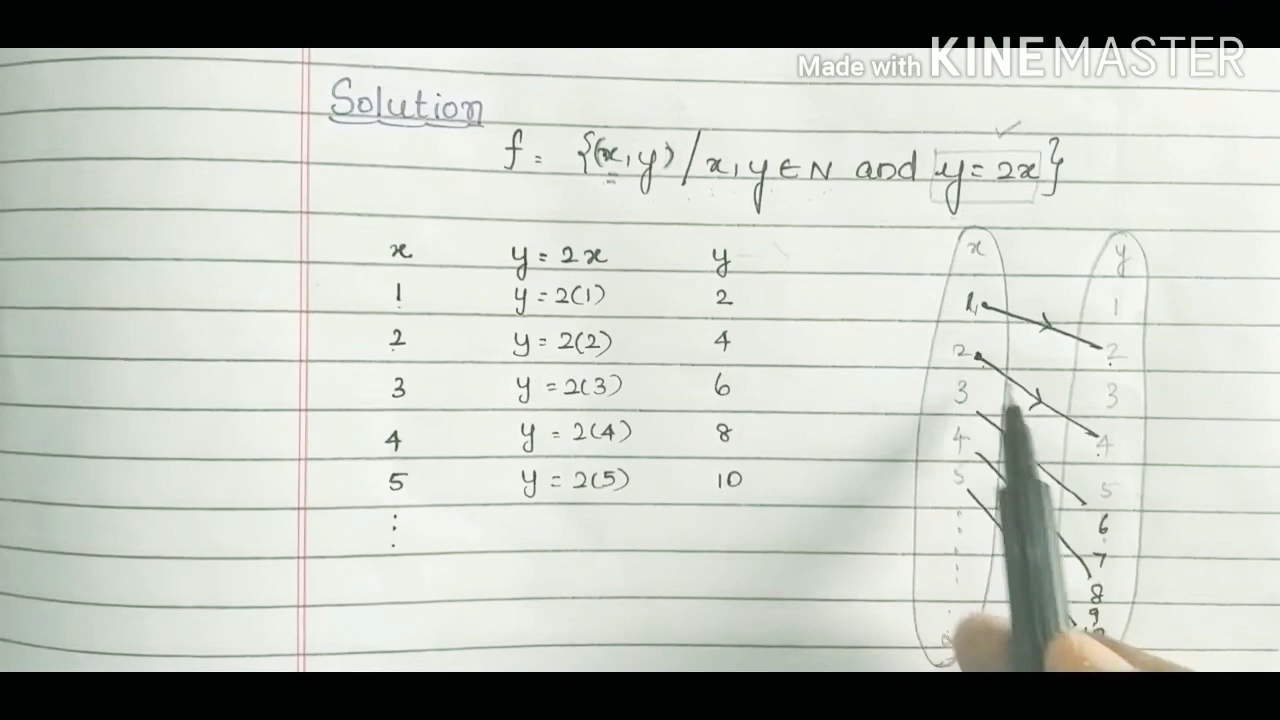 Made with KINEMASTER
Solution
f = {(x, y) / x, y ∈ N and y = 2x}
x y = 2x y
1 y = 2(1) 2
2 y = 2(2) 4
3 y = 2(3) 6
4 y = 2(4) 8
5 y = 2(5) 10
⋮
x y
1 1
2 2
3 3
4 4
5 5
6
7
8
9